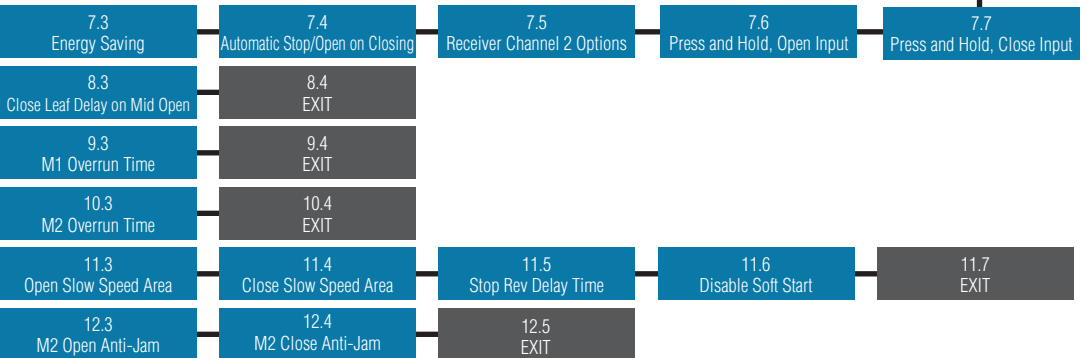 7.3
Energy Saving
7.4
Automatic Stop/Open on Closing
7.5
Receiver Channel 2 Options
7.6
Press and Hold, Open Input
7.7
Press and Hold, Close Input
8.3
Close Leaf Delay on Mid Open
8.4
EXIT
9.3
M1 Overrun Time
9.4
EXIT
10.3
M2 Overrun Time
10.4
EXIT
11.3
Open Slow Speed Area
11.4
Close Slow Speed Area
11.5
Stop Rev Delay Time
11.6
Disable Soft Start
11.7
EXIT
12.3
M2 Open Anti-Jam
12.4
M2 Close Anti-Jam
12.5
EXIT